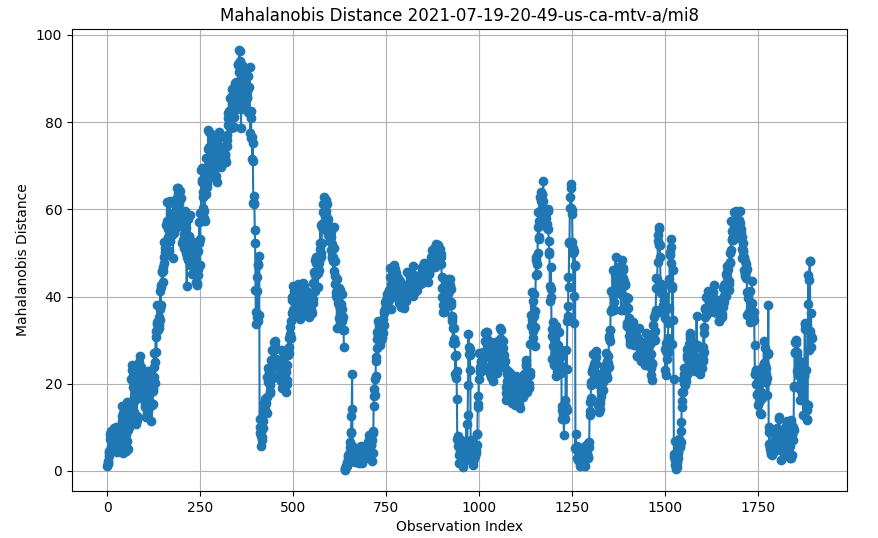 Mahalanobis Distance 2021-07-19-20-49-us-ca-mtv-a/mi8
100
80
60
40
20
0
Mahalanobis Distance
0 250 500 750 1000 1250 1500 1750
Observation Index